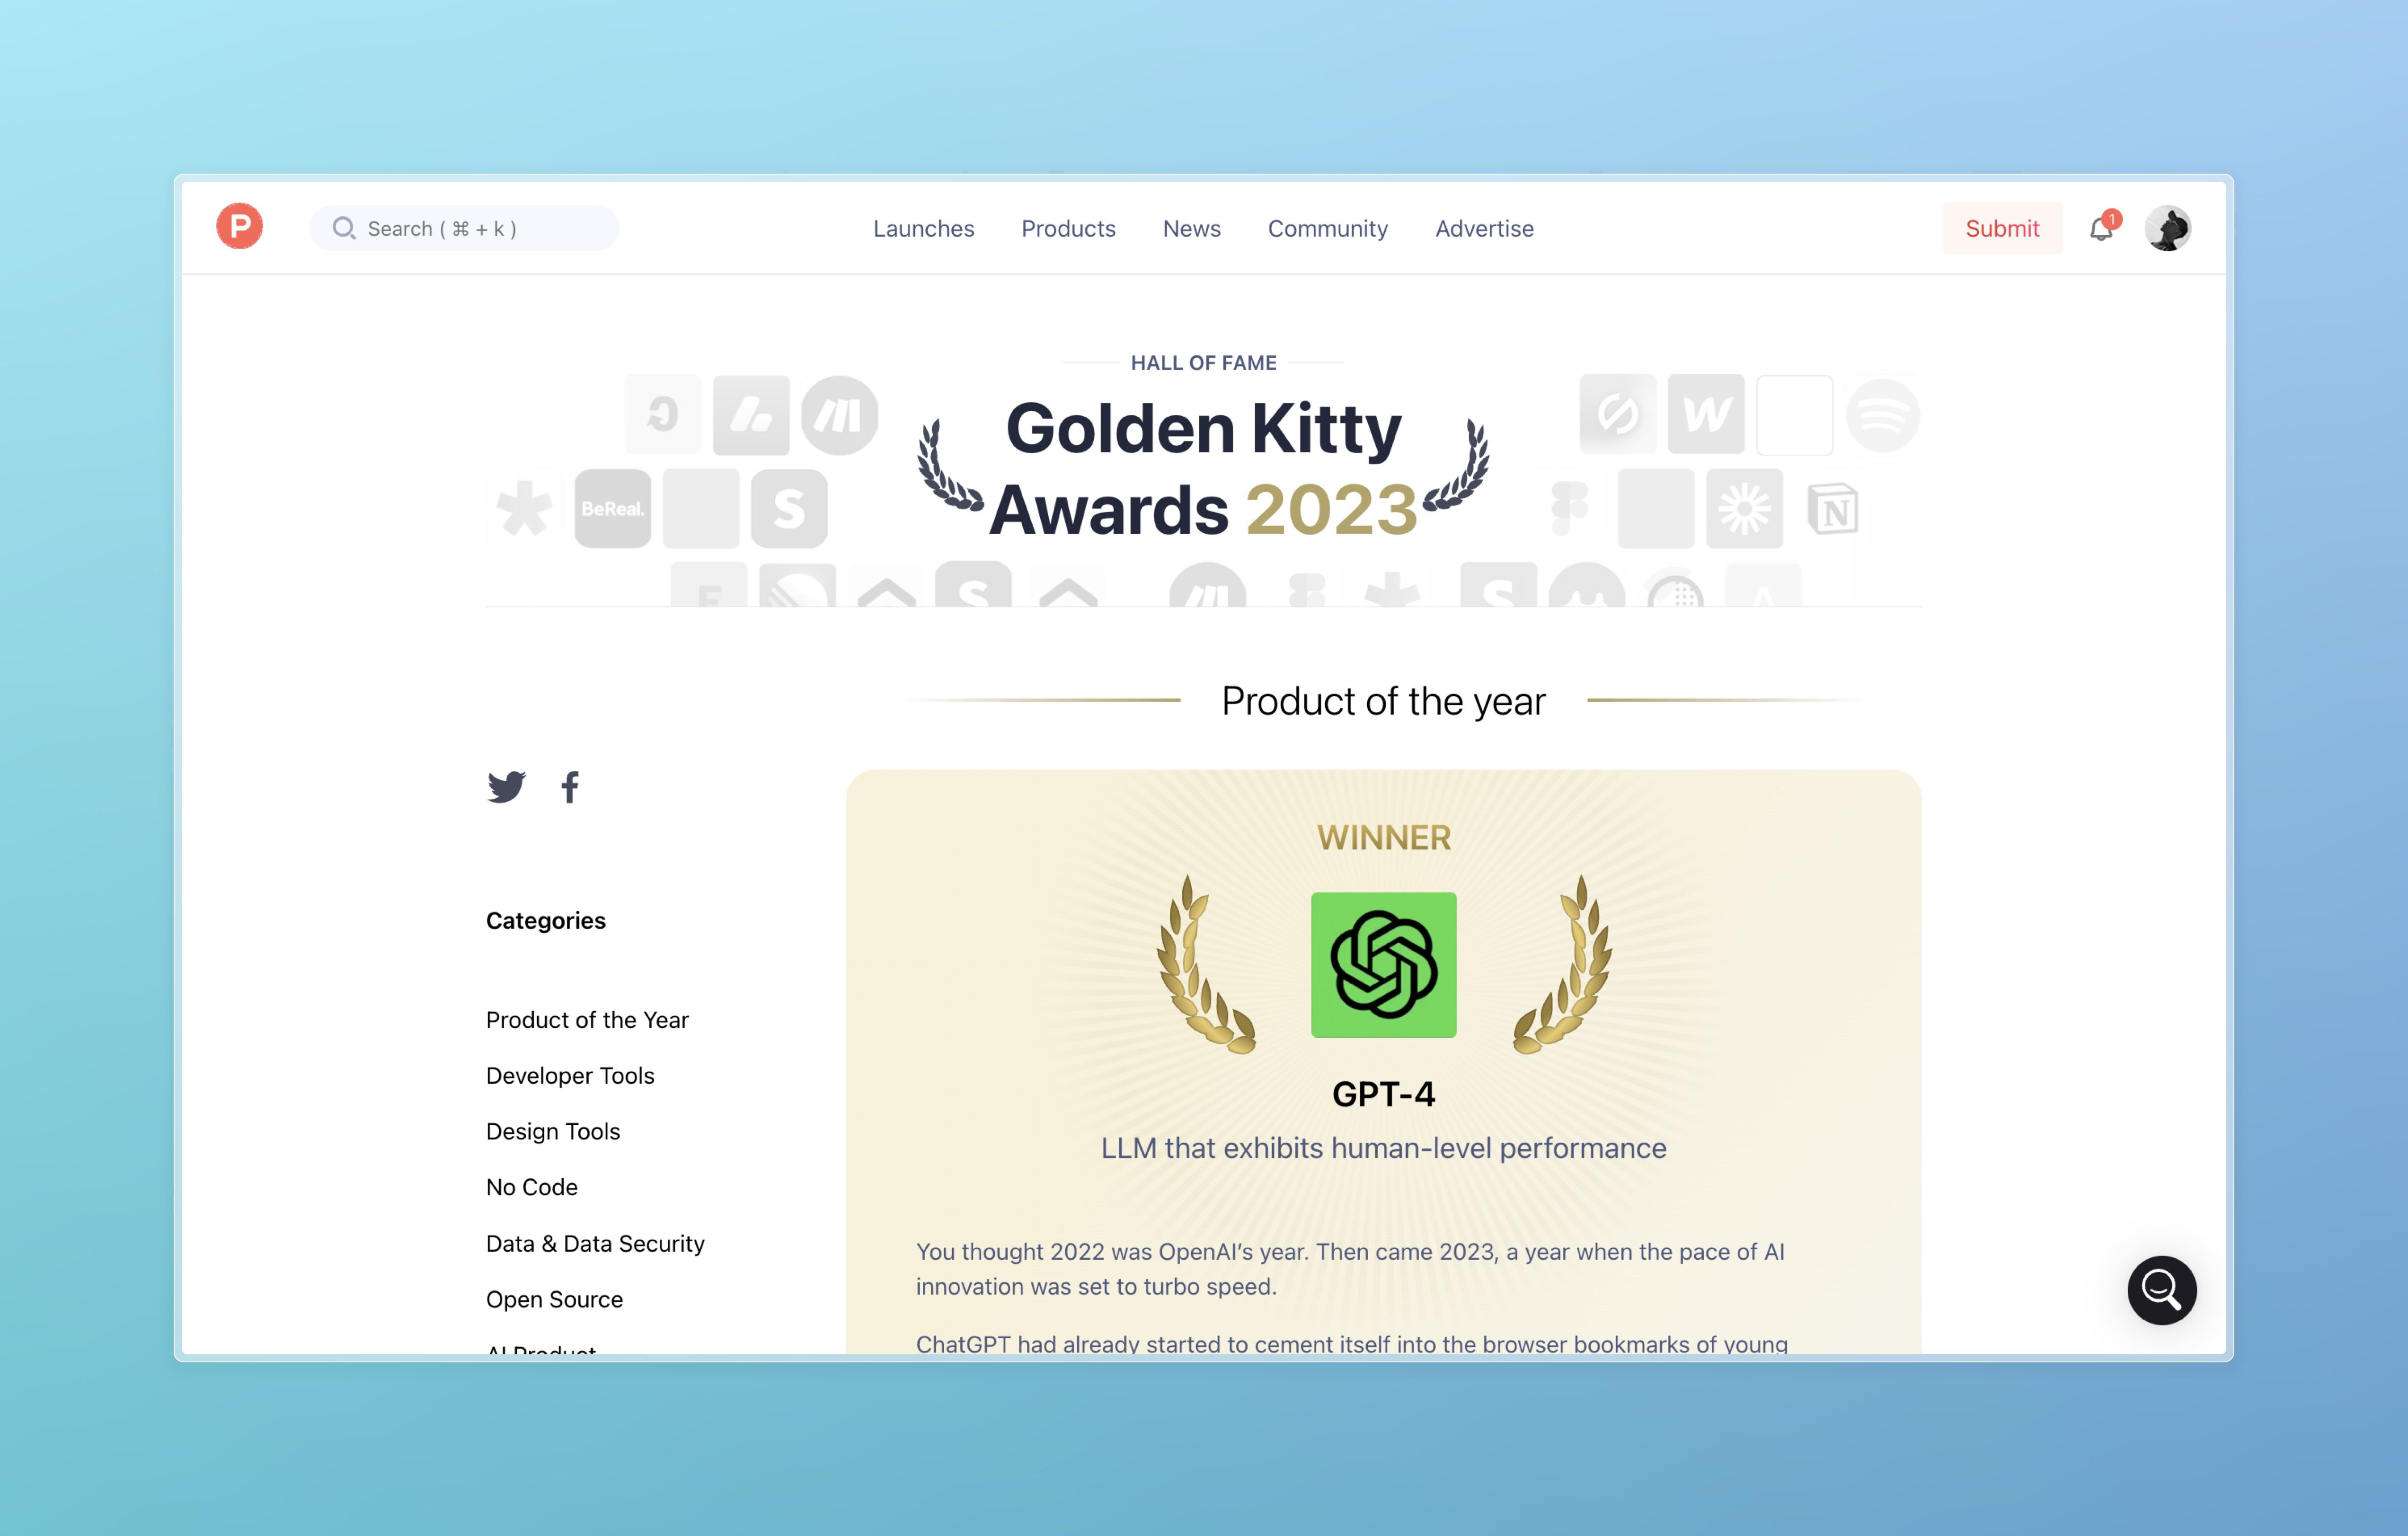 P
Search ( ⌘ + k )
Launches
Products
News
Community
Advertise
Submit
1
HALL OF FAME
Golden Kitty
Awards 2023
W
BeReal.
S
N
E
S
S
A
Product of the year
WINNER
GPT-4
LLM that exhibits human-level performance
You thought 2022 was OpenAI’s year. Then came 2023, a year when the pace of AI
innovation was set to turbo speed.
ChatGPT had already started to cement itself into the browser bookmarks of young
Categories
Product of the Year
Developer Tools
Design Tools
No Code
Data & Data Security
Open Source
AI Product